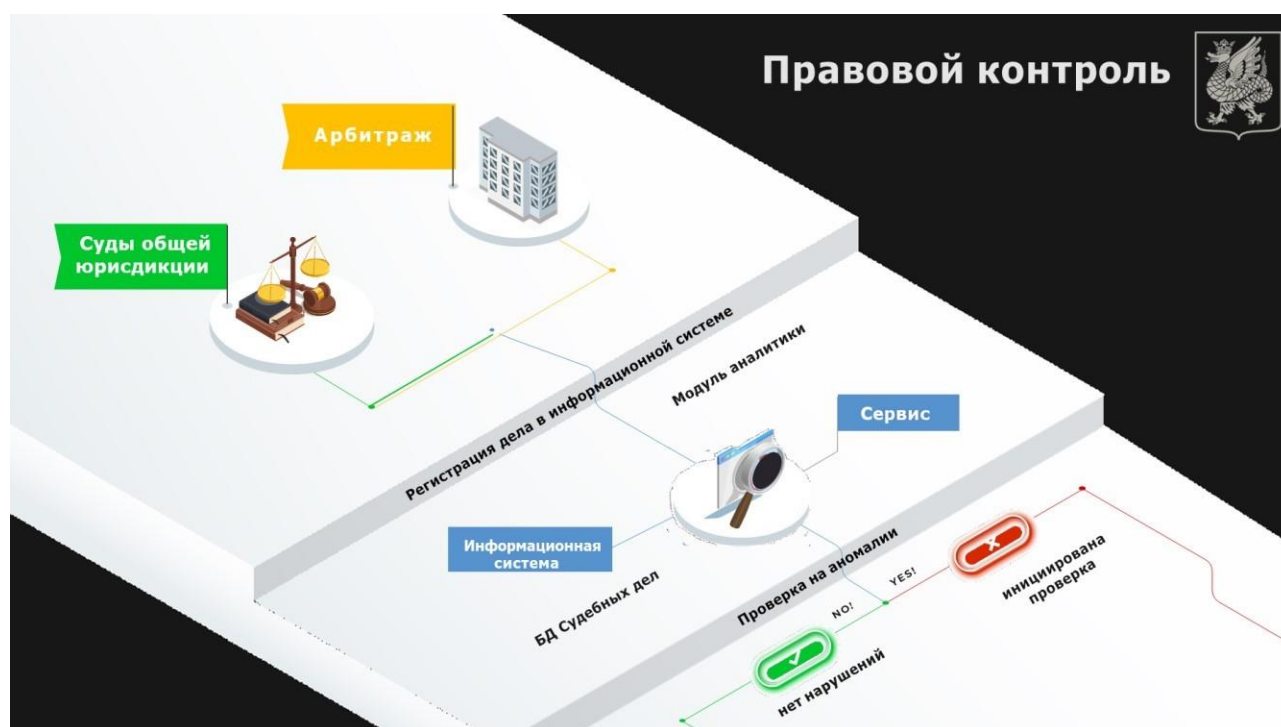 Правовой контроль
Арбитраж
Суды общей
юрисдикции
Регистрация дела в информационной системе
Модуль аналитики
Сервис
Информационная
система
БД Судебных дел
Проверка на аномалии
YES!
NO!
инициирована
проверка
нет нарушений